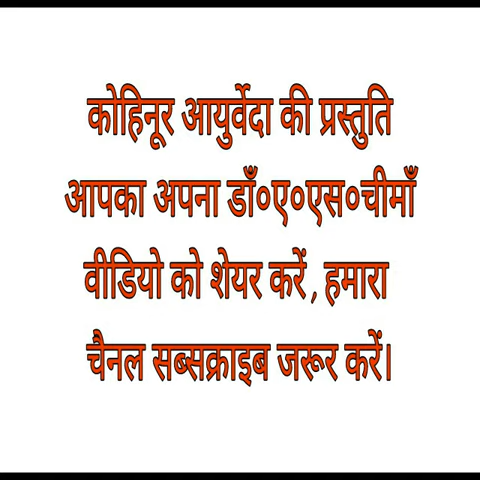 कोहिनूर आयुर्वेदा की प्रस्तुति
आपका अपना डाँ०ए०एस०चीमाँ
वीडियो को शेयर करें, हमारा
चैनल सब्सक्राइब जरूर करें।